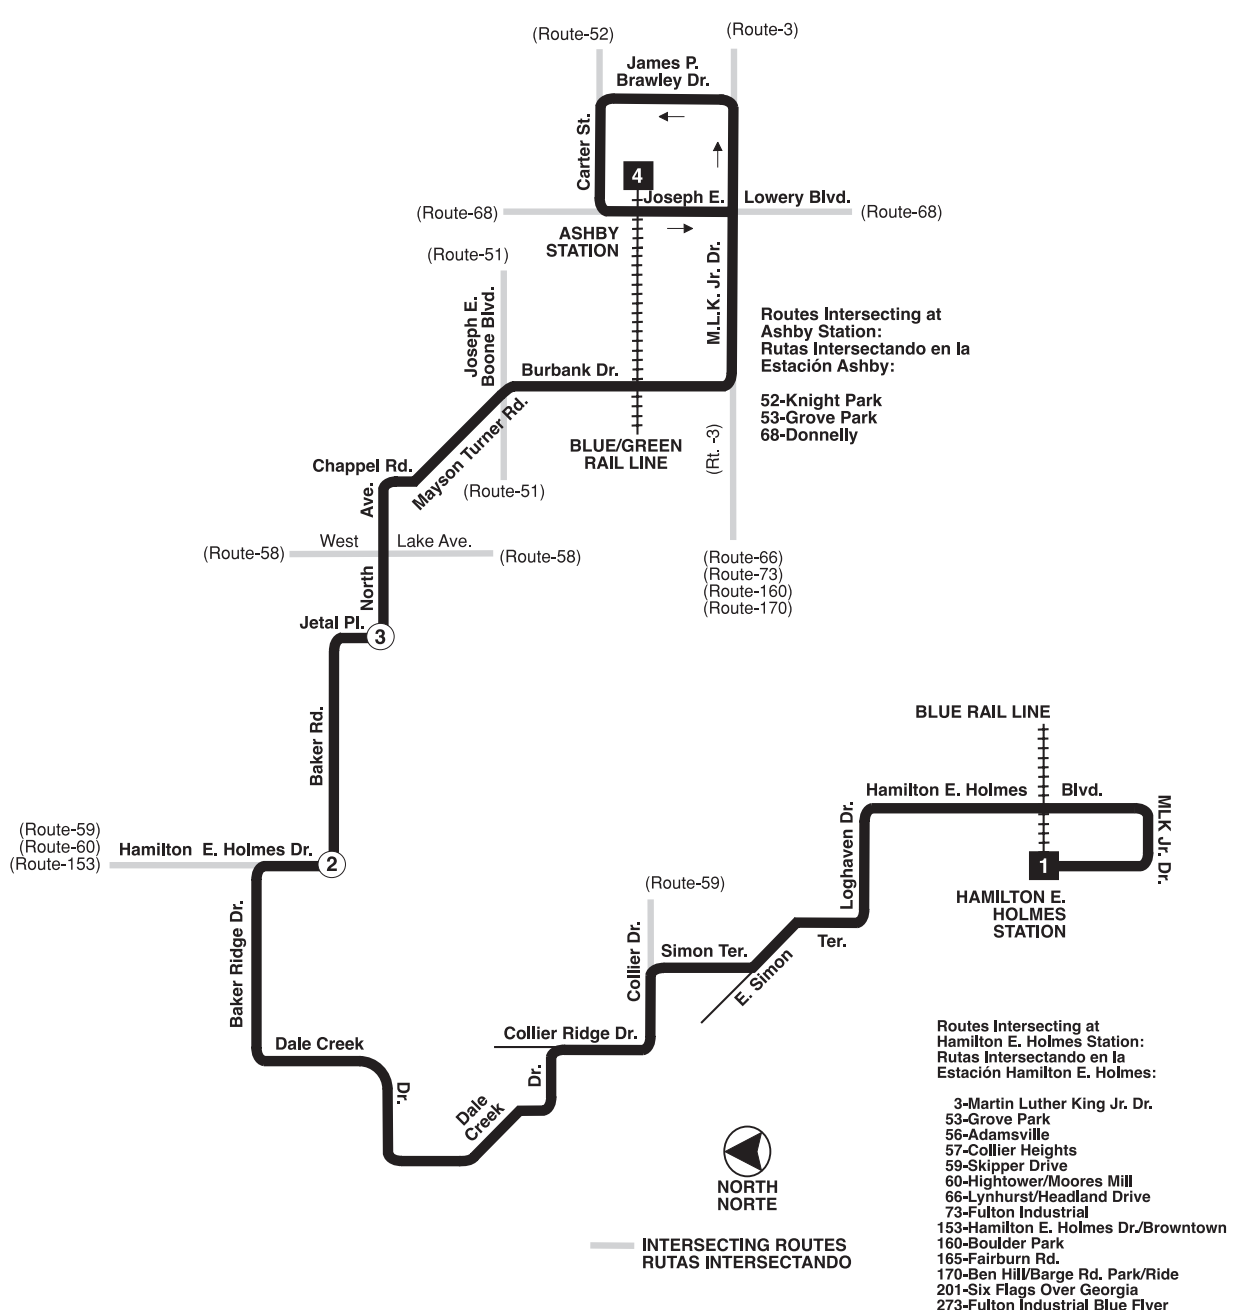 (Route-52)
(Route-3)
James P.
Brawley Dr.
Carter St.
4
Joseph E.
Lowery Blvd.
(Route-68)
(Route-68)
ASHBY
STATION
(Route-51)
M.L.K. Jr. Dr.
Joseph E.
Boone Blvd.
Routes Intersecting at
Ashby Station:
Rutas Intersectando en la
Estación Ashby:
52-Knight Park
53-Grove Park
68-Donnelly
Burbank Dr.
Mayson Turner Rd.
BLUE/GREEN
RAIL LINE
(Rt. -3)
Chappel Rd.
(Route-51)
Ave.
West
Lake Ave.
(Route-58)
(Route-58)
North
(Route-66)
(Route-73)
(Route-160)
(Route-170)
Jetal Pl.
3
Baker Rd.
BLUE RAIL LINE
Hamilton E. Holmes
Blvd.
MLK Jr. Dr.
Loghaven Dr.
(Route-59)
(Route-60)
(Route-153)
Hamilton E. Holmes Dr.
2
1
HAMILTON E.
HOLMES
STATION
(Route-59)
Baker Ridge Dr.
Collier Dr.
Simon Ter.
Ter.
E. Simon
Dale Creek
Dr.
Collier Ridge Dr.
Dr.
Dale
Creek
Routes Intersecting at
Hamilton E. Holmes Station:
Rutas Intersectando en la
Estación Hamilton E. Holmes:
3-Martin Luther King Jr. Dr.
53-Grove Park
56-Adamsville
57-Collier Heights
59-Skipper Drive
60-Hightower/Moores Mill
66-Lynhurst/Headland Drive
73-Fulton Industrial
153-Hamilton E. Holmes Dr./Browntown
160-Boulder Park
165-Fairburn Rd.
170-Ben Hill/Barge Rd. Park/Ride
201-Six Flags Over Georgia
273-Fulton Industrial Blue Flyer
NORTH
NORTE
INTERSECTING ROUTES
RUTAS INTERSECTANDO